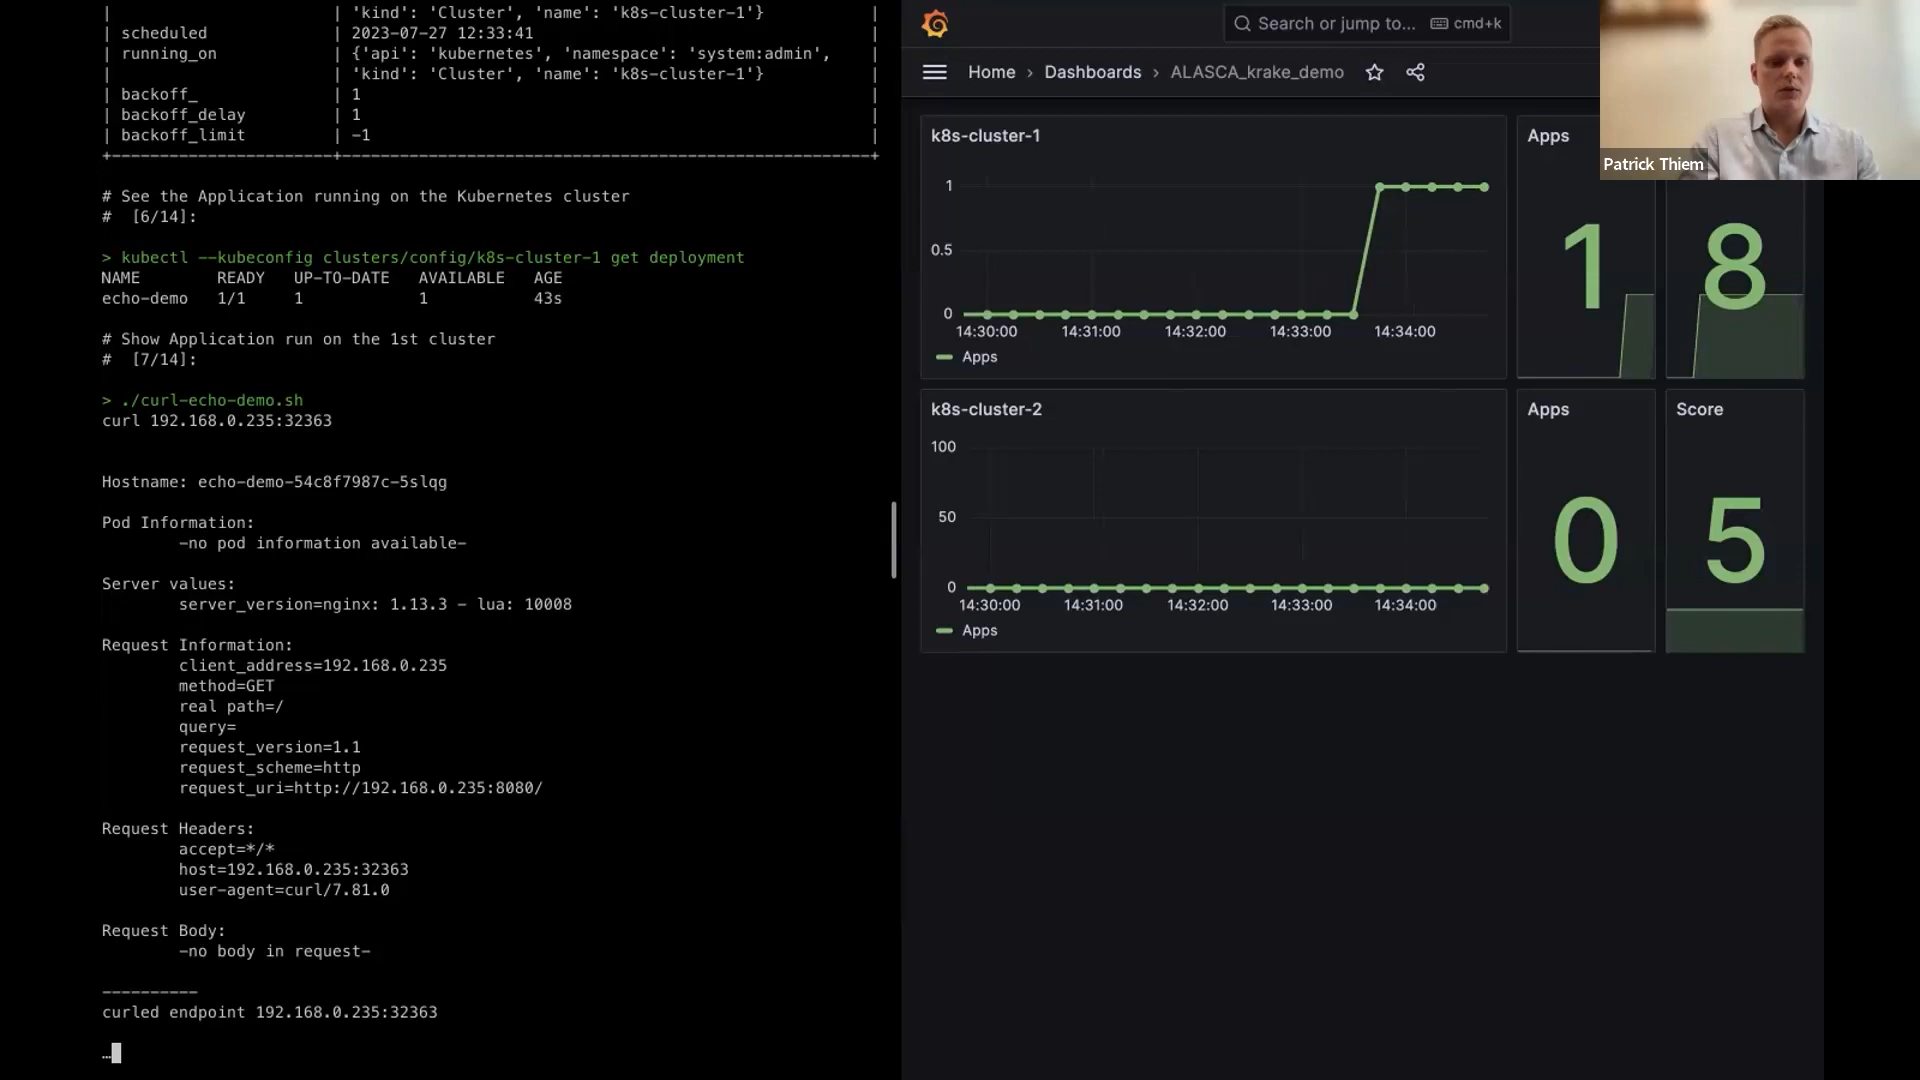 |                       | 'kind': 'Cluster', 'name': 'k8s-cluster-1'}           |
| scheduled             | 2023-07-27 12:33:41                                   |
| running_on            | {'api': 'kubernetes', 'namespace': 'system:admin',    |
|                       | 'kind': 'Cluster', 'name': 'k8s-cluster-1'}           |
| backoff_              | 1                                                     |
| backoff_delay         | 1                                                     |
| backoff_limit         | -1                                                    |
+-----------------------+-------------------------------------------------------+
# See the Application running on the Kubernetes cluster
#  [6/14]:
> kubectl --kubeconfig clusters/config/k8s-cluster-1 get deployment
NAME        READY   UP-TO-DATE   AVAILABLE   AGE
echo-demo   1/1     1            1           43s
# Show Application run on the 1st cluster
#  [7/14]:
> ./curl-echo-demo.sh
curl 192.168.0.235:32363
Hostname: echo-demo-54c8f7987c-5slqg
Pod Information:
-no pod information available-
Server values:
server_version=nginx: 1.13.3 - lua: 10008
Request Information:
client_address=192.168.0.235
method=GET
real path=/
query=
request_version=1.1
request_scheme=http
request_uri=http://192.168.0.235:8080/
Request Headers:
accept=*/*
host=192.168.0.235:32363
user-agent=curl/7.81.0
Request Body:
-no body in request-
----------
curled endpoint 192.168.0.235:32363
…
Search or jump to... cmd+k
Home › Dashboards › ALASCA_krake_demo
Patrick Thiem
k8s-cluster-1
1
0.5
0
14:30:00 14:31:00 14:32:00 14:33:00 14:34:00
Apps
Apps
1
8
k8s-cluster-2
100
50
0
14:30:00 14:31:00 14:32:00 14:33:00 14:34:00
Apps
Apps
0
Score
5